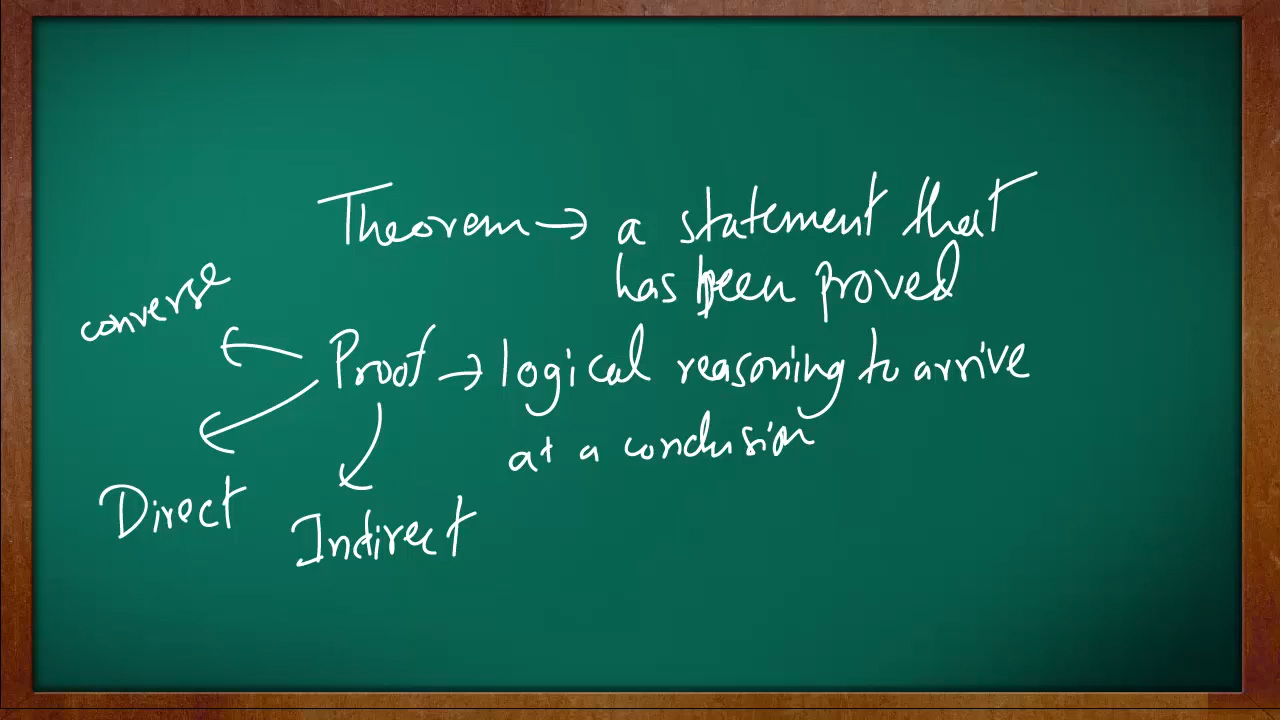 Theorem → a statement that
has been proved
converse
Proof → logical reasoning to arrive
at a conclusion
Direct
Indirect